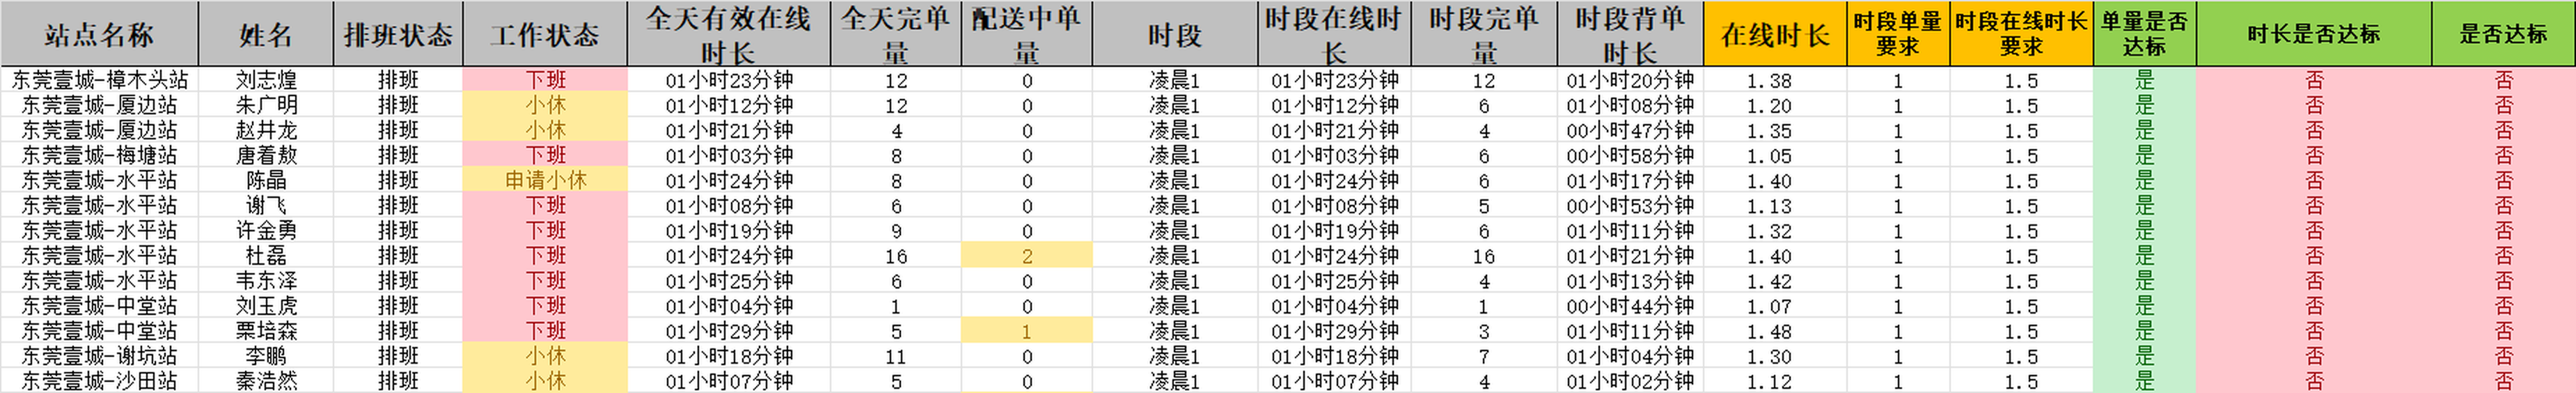 站点名称 姓名 排班状态 工作状态 全天有效在线时长 全天完单量 配送中单量 时段 时段在线时长 时段完单量 时段背单时长 在线时长 时段单量要求 时段在线时长要求 单量是否达标 时长是否达标 是否达标
东莞壹城-樟木头站 刘志煌 排班 下班 01小时23分钟 12 0 凌晨1 01小时23分钟 12 01小时20分钟 1.38 1 1.5 是 否 否
东莞壹城-厦边站 朱广明 排班 小休 01小时12分钟 12 0 凌晨1 01小时12分钟 6 01小时08分钟 1.20 1 1.5 是 否 否
东莞壹城-厦边站 赵井龙 排班 小休 01小时21分钟 4 0 凌晨1 01小时21分钟 4 00小时47分钟 1.35 1 1.5 是 否 否
东莞壹城-梅塘站 唐着敖 排班 下班 01小时03分钟 8 0 凌晨1 01小时03分钟 6 00小时58分钟 1.05 1 1.5 是 否 否
东莞壹城-水平站 陈晶 排班 申请小休 01小时24分钟 8 0 凌晨1 01小时24分钟 6 01小时17分钟 1.40 1 1.5 是 否 否
东莞壹城-水平站 谢飞 排班 下班 01小时08分钟 6 0 凌晨1 01小时08分钟 5 00小时53分钟 1.13 1 1.5 是 否 否
东莞壹城-水平站 许金勇 排班 下班 01小时19分钟 9 0 凌晨1 01小时19分钟 6 01小时11分钟 1.32 1 1.5 是 否 否
东莞壹城-水平站 杜磊 排班 下班 01小时24分钟 16 2 凌晨1 01小时24分钟 16 01小时21分钟 1.40 1 1.5 是 否 否
东莞壹城-水平站 韦东泽 排班 下班 01小时25分钟 6 0 凌晨1 01小时25分钟 4 01小时13分钟 1.42 1 1.5 是 否 否
东莞壹城-中堂站 刘玉虎 排班 下班 01小时04分钟 1 0 凌晨1 01小时04分钟 1 00小时44分钟 1.07 1 1.5 是 否 否
东莞壹城-中堂站 栗培森 排班 下班 01小时29分钟 5 1 凌晨1 01小时29分钟 3 01小时11分钟 1.48 1 1.5 是 否 否
东莞壹城-谢坑站 李鹏 排班 小休 01小时18分钟 11 0 凌晨1 01小时18分钟 7 01小时04分钟 1.30 1 1.5 是 否 否
东莞壹城-沙田站 秦浩然 排班 小休 01小时07分钟 5 0 凌晨1 01小时07分钟 4 01小时02分钟 1.12 1 1.5 是 否 否